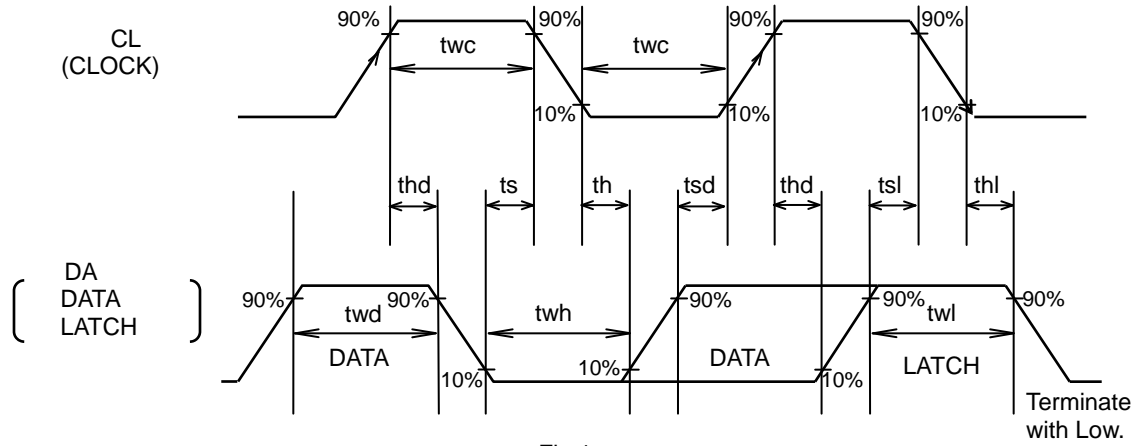 90% 90% 90% 90%
CL
(CLOCK)
twc twc
10% 10% 10%
thd ts th tsd thd tsl thl
DA
DATA
LATCH
90% 90% 90% 90% 90%
twd twh twl
DATA DATA LATCH
10% 10% 10%
Terminate
with Low.